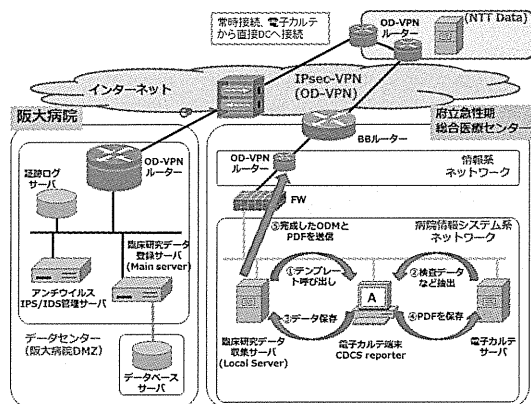 常時接続、電子カルテ
から直接DCへ接続
OD-VPN
ルーター
(NTT Data)
インターネット
IPsec-VPN
(OD-VPN)
阪大病院
府立急性期
総合医療センター
BBルーター
OD-VPN
ルーター
情報系
ネットワーク
OD-VPN
ルーター
証跡ログ
サーバ
FW
⑤完成したODMと
PDFを送信
病院情報システム系
ネットワーク
臨床研究データ
登録サーバ
(Main server)
アンチウイルス
IPS/IDS管理サーバ
①テンプレー
ト呼び出し
②検査データ
など抽出
A
③データ保存
④PDFを保存
データセンター
(阪大病院DMZ)
データベース
サーバ
臨床研究データ
収集サーバ
(Local Server)
電子カルテ端末
CDCS reporter
電子カルテ
サーバ